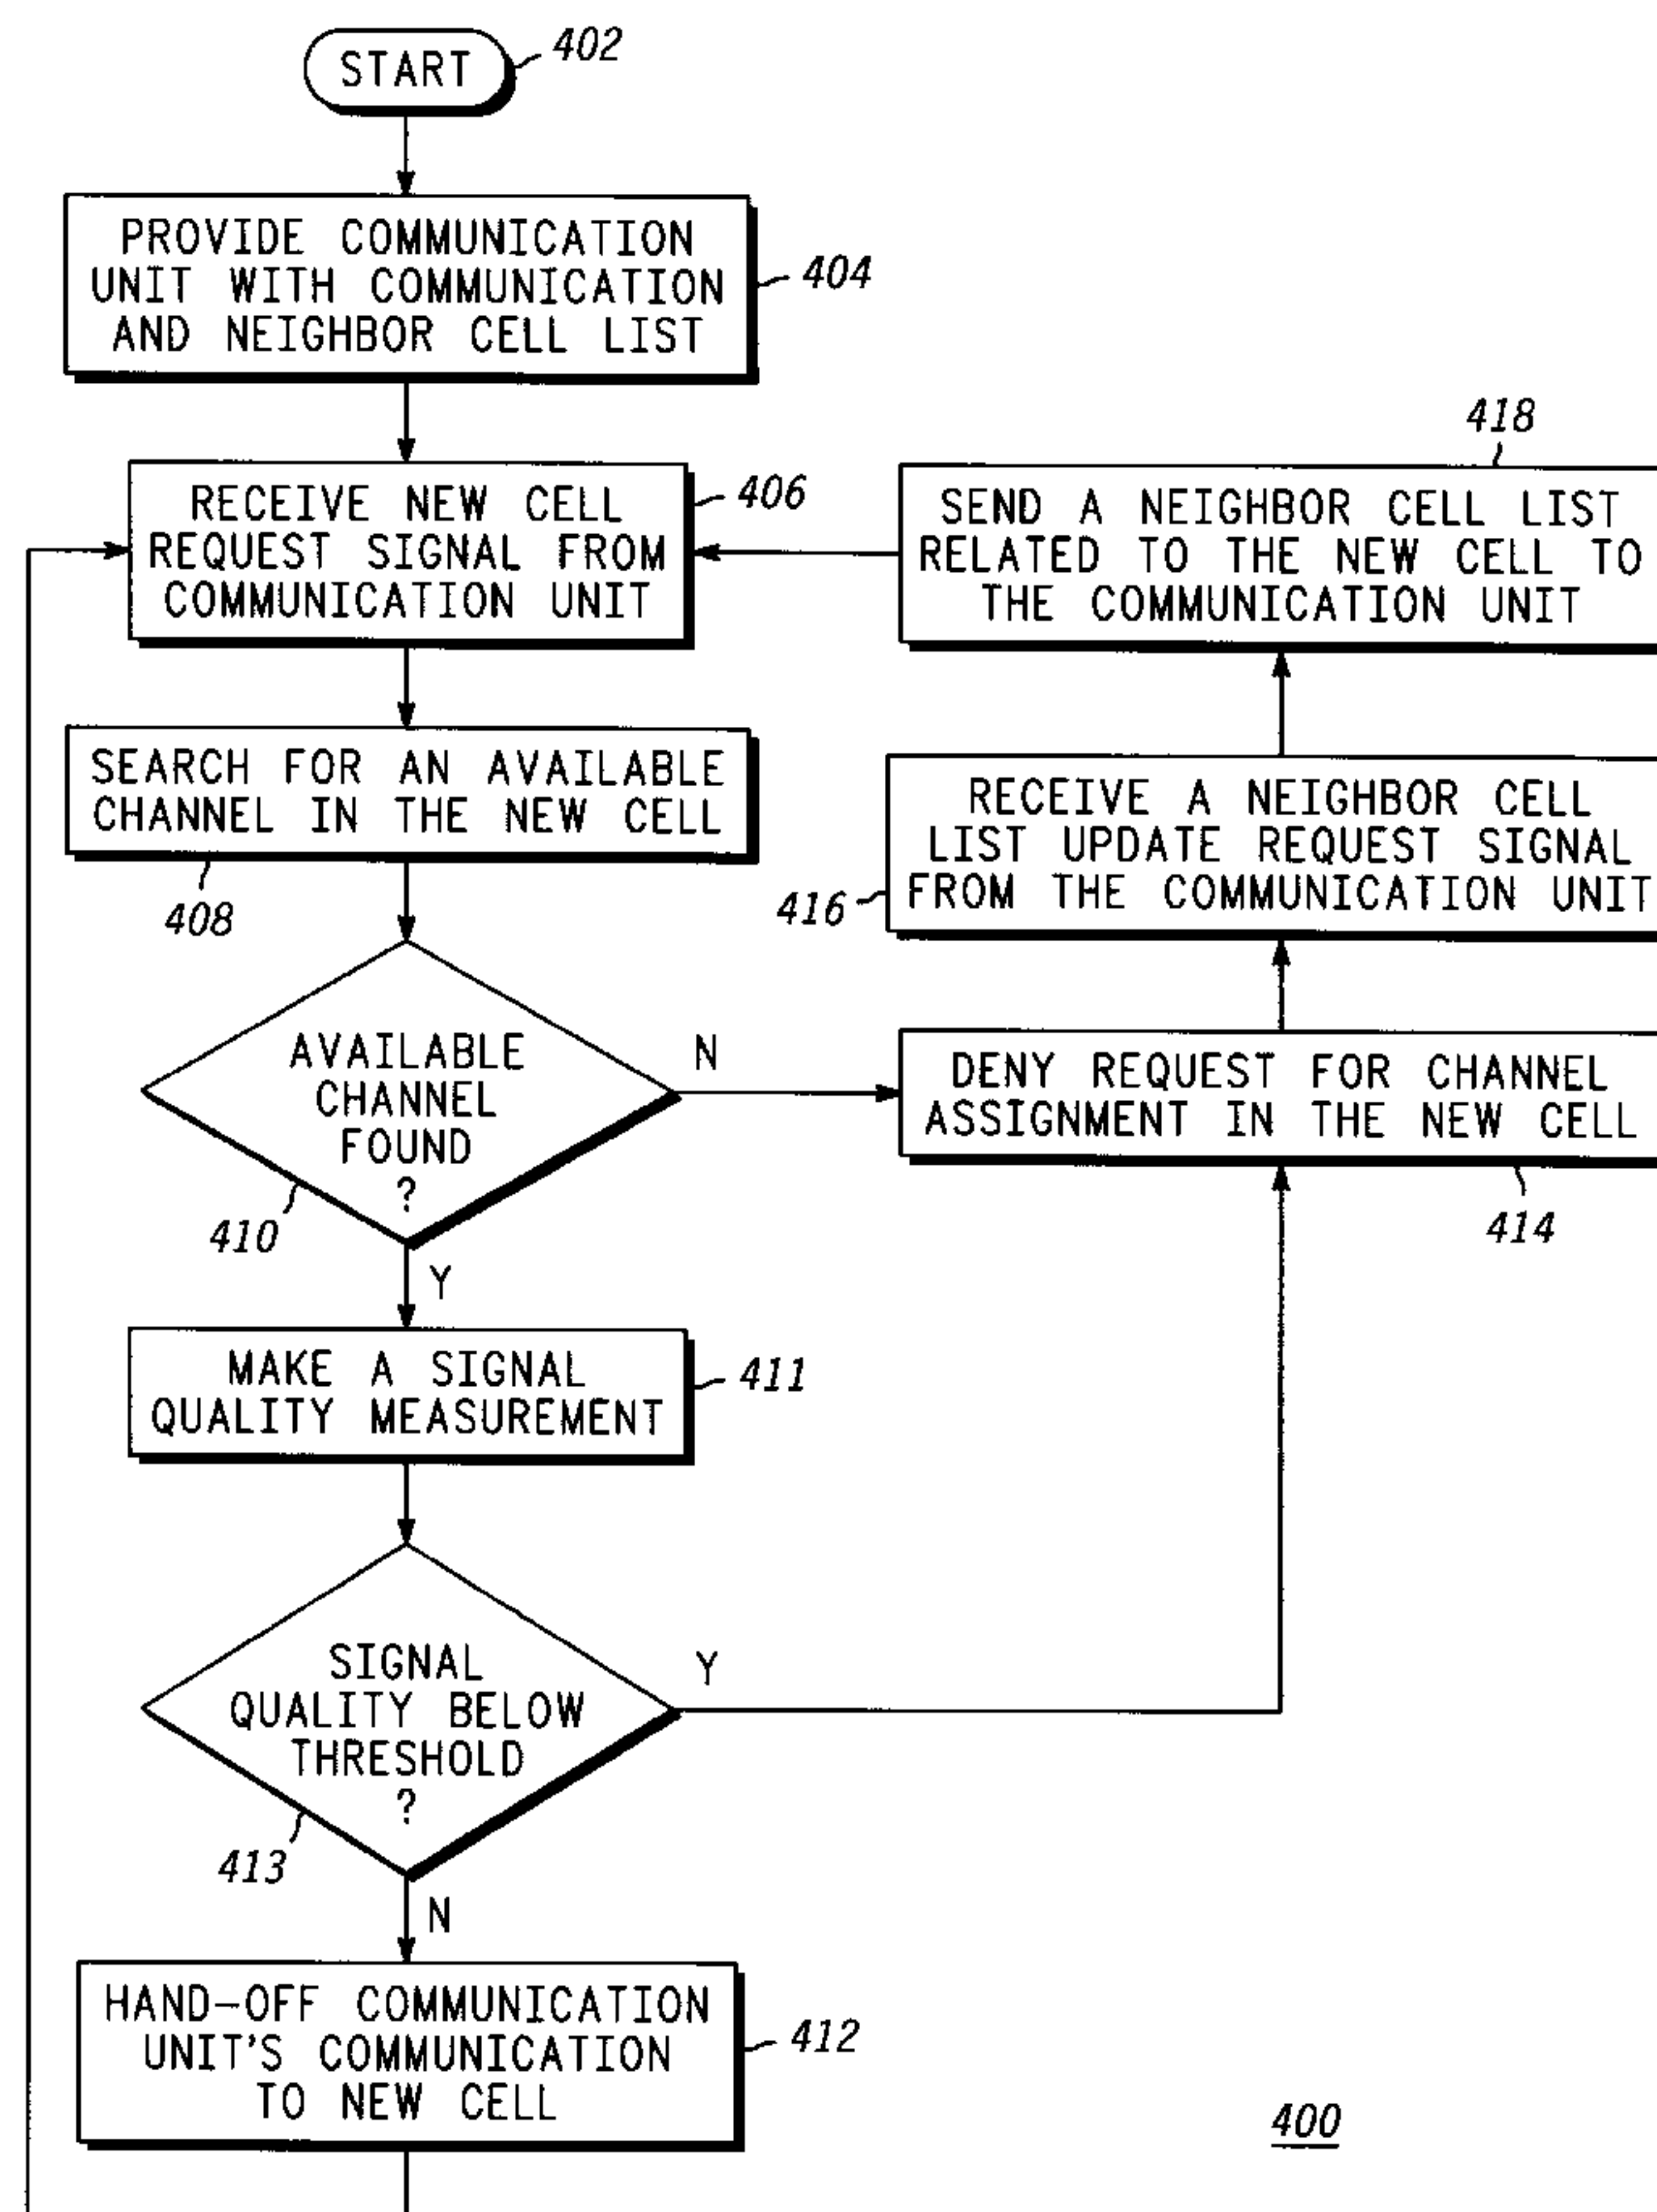 START
402
PROVIDE COMMUNICATION
UNIT WITH COMMUNICATION
AND NEIGHBOR CELL LIST
404
RECEIVE NEW CELL
REQUEST SIGNAL FROM
COMMUNICATION UNIT
406
418
SEND A NEIGHBOR CELL LIST
RELATED TO THE NEW CELL TO
THE COMMUNICATION UNIT
SEARCH FOR AN AVAILABLE
CHANNEL IN THE NEW CELL
408
RECEIVE A NEIGHBOR CELL
LIST UPDATE REQUEST SIGNAL
FROM THE COMMUNICATION UNIT
416
AVAILABLE
CHANNEL
FOUND
?
410
N
Y
DENY REQUEST FOR CHANNEL
ASSIGNMENT IN THE NEW CELL
414
MAKE A SIGNAL
QUALITY MEASUREMENT
411
SIGNAL
QUALITY BELOW
THRESHOLD
?
413
Y
N
HAND-OFF COMMUNICATION
UNIT'S COMMUNICATION
TO NEW CELL
412
400